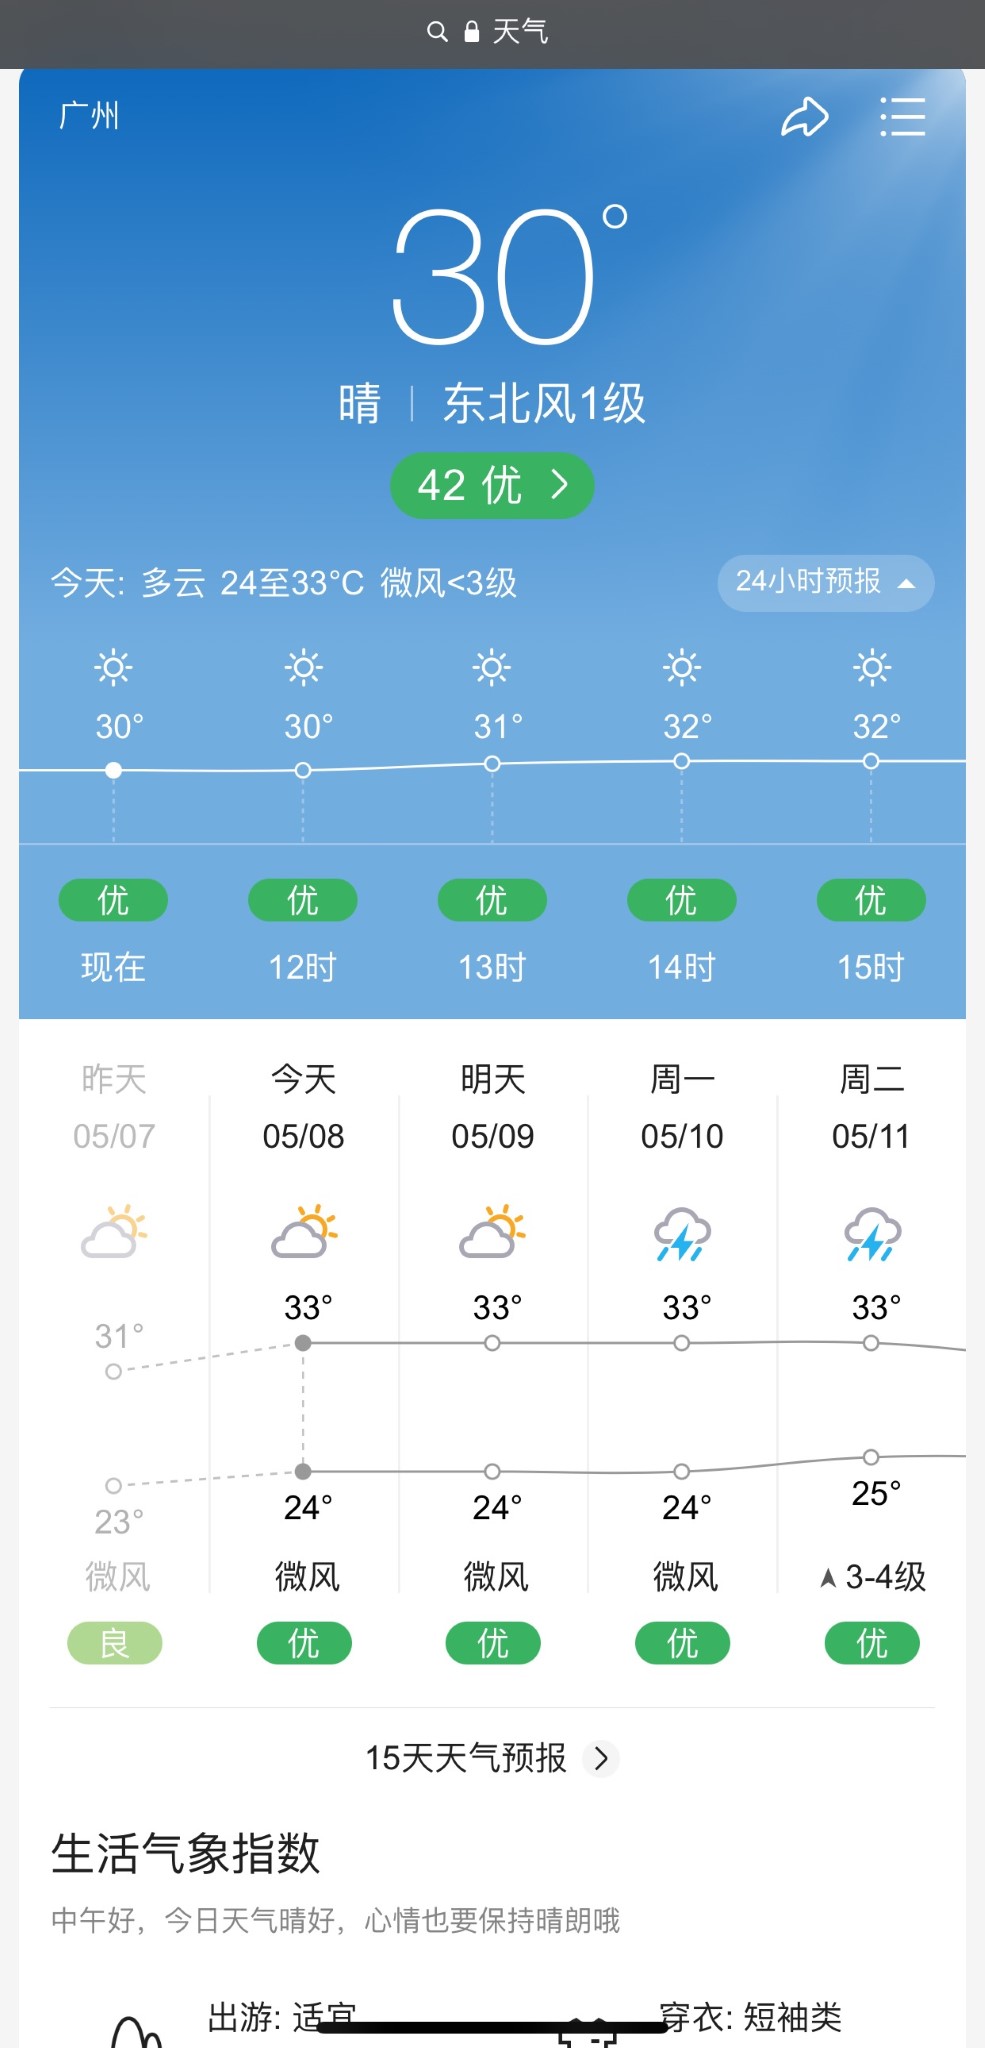 天气
广州
30°
晴 | 东北风1级
42 优
今天: 多云 24至33°C 微风<3级
24小时预报
30° 30° 31° 32° 32°
优 优 优 优 优
现在 12时 13时 14时 15时
昨天 今天 明天 周一 周二
05/07 05/08 05/09 05/10 05/11
33° 33° 33° 33°
31°
24° 24° 24° 25°
23°
微风 微风 微风 微风 3-4级
良 优 优 优 优
15天天气预报
生活气象指数
中午好，今日天气晴好，心情也要保持晴朗哦
出游: 适宜 穿衣: 短袖类